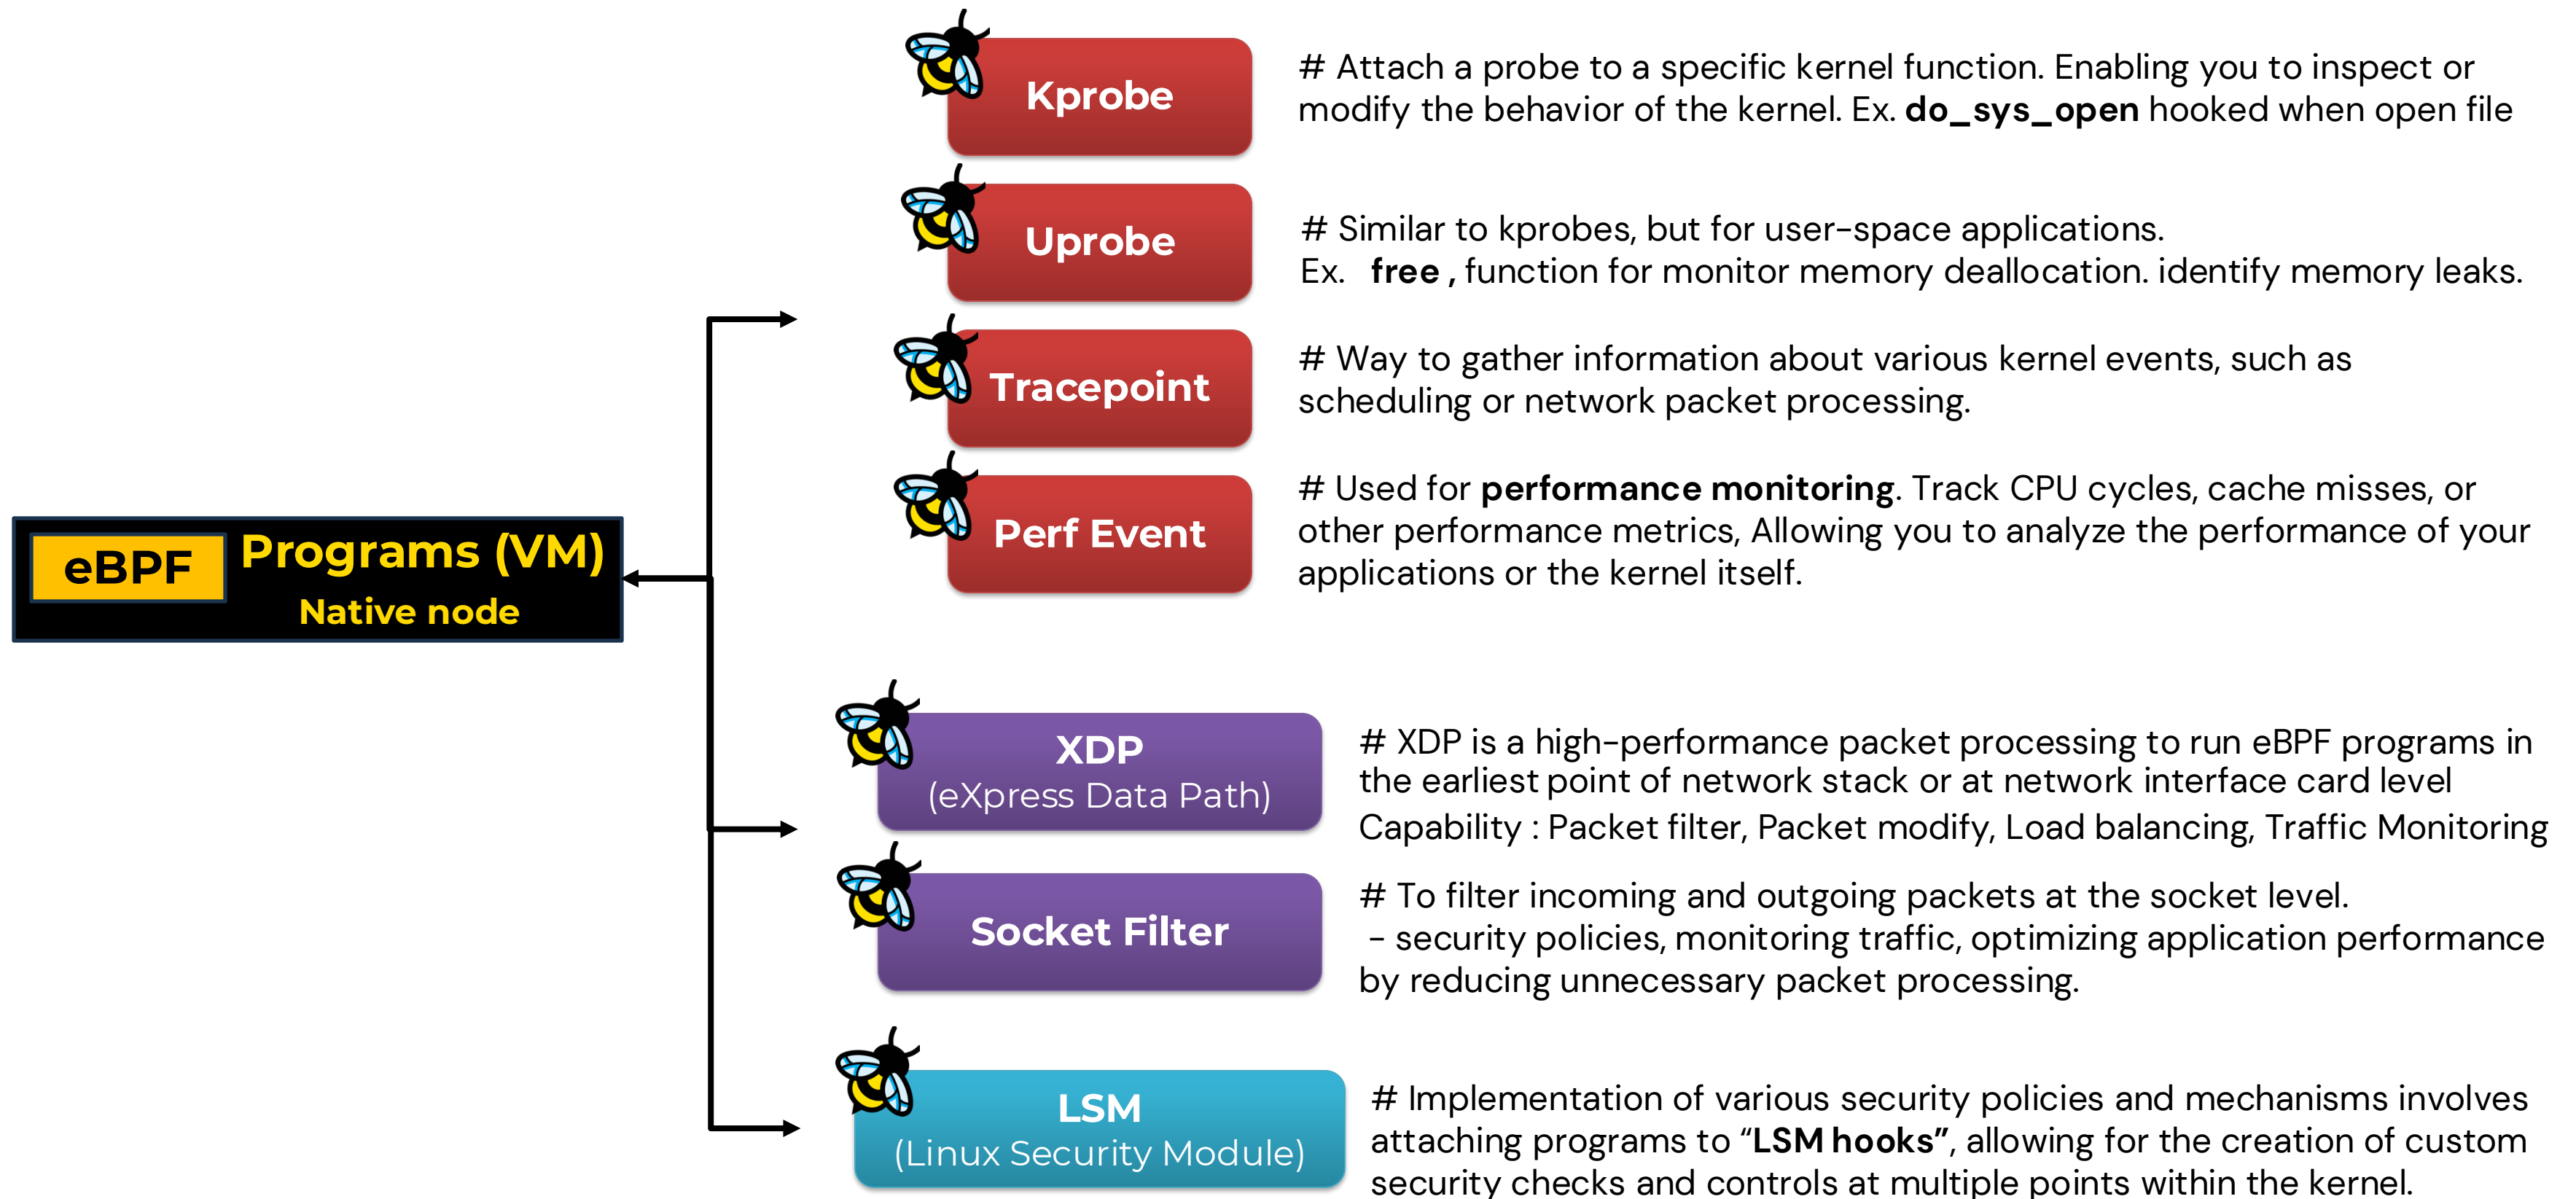 Kprobe
# Attach a probe to a specific kernel function. Enabling you to inspect or
modify the behavior of the kernel. Ex. do_sys_open hooked when open file
Uprobe
# Similar to kprobes, but for user-space applications.
Ex. free , function for monitor memory deallocation. identify memory leaks.
Tracepoint
# Way to gather information about various kernel events, such as
scheduling or network packet processing.
Perf Event
# Used for performance monitoring. Track CPU cycles, cache misses, or
other performance metrics, Allowing you to analyze the performance of your
applications or the kernel itself.
eBPF Programs (VM)
Native node
XDP
(eXpress Data Path)
# XDP is a high-performance packet processing to run eBPF programs in
the earliest point of network stack or at network interface card level
Capability : Packet filter, Packet modify, Load balancing, Traffic Monitoring
Socket Filter
# To filter incoming and outgoing packets at the socket level.
- security policies, monitoring traffic, optimizing application performance
by reducing unnecessary packet processing.
LSM
(Linux Security Module)
# Implementation of various security policies and mechanisms involves
attaching programs to “LSM hooks”, allowing for the creation of custom
security checks and controls at multiple points within the kernel.